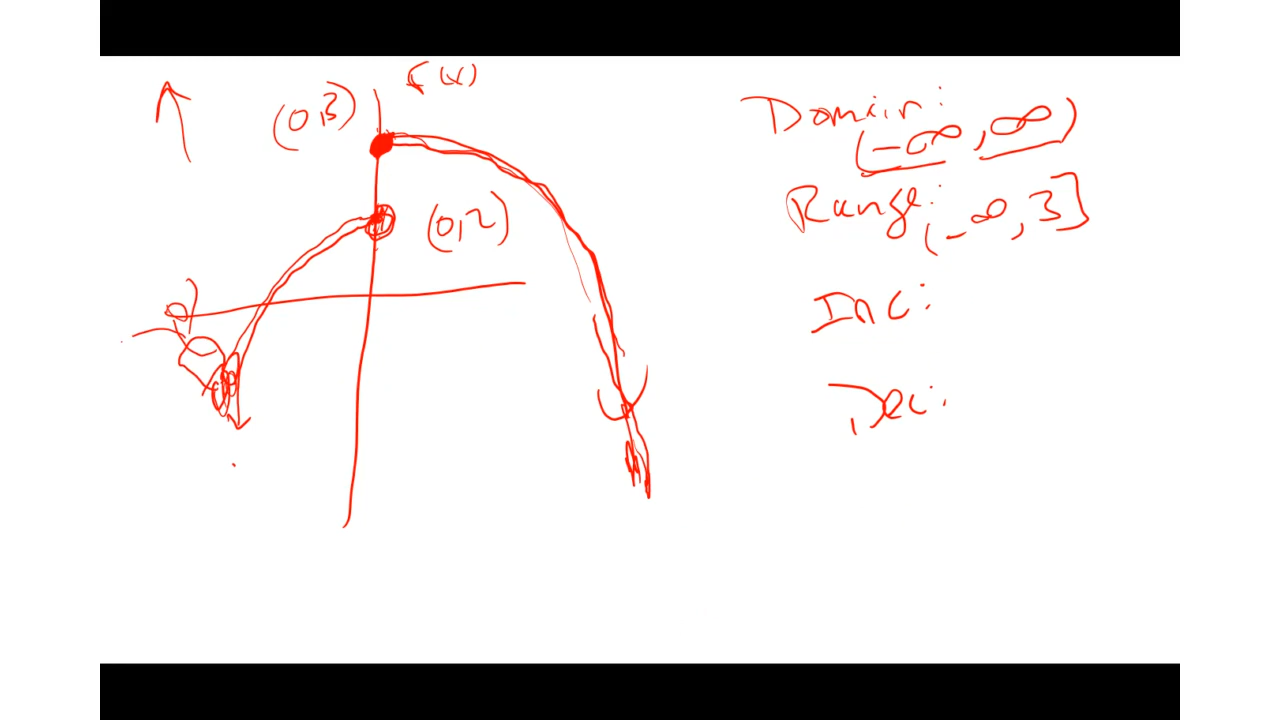 f(x)
(0,3)
(0,2)
Domain:
(-∞,∞)
Range:
(-∞,3]
Inc:
Dec: